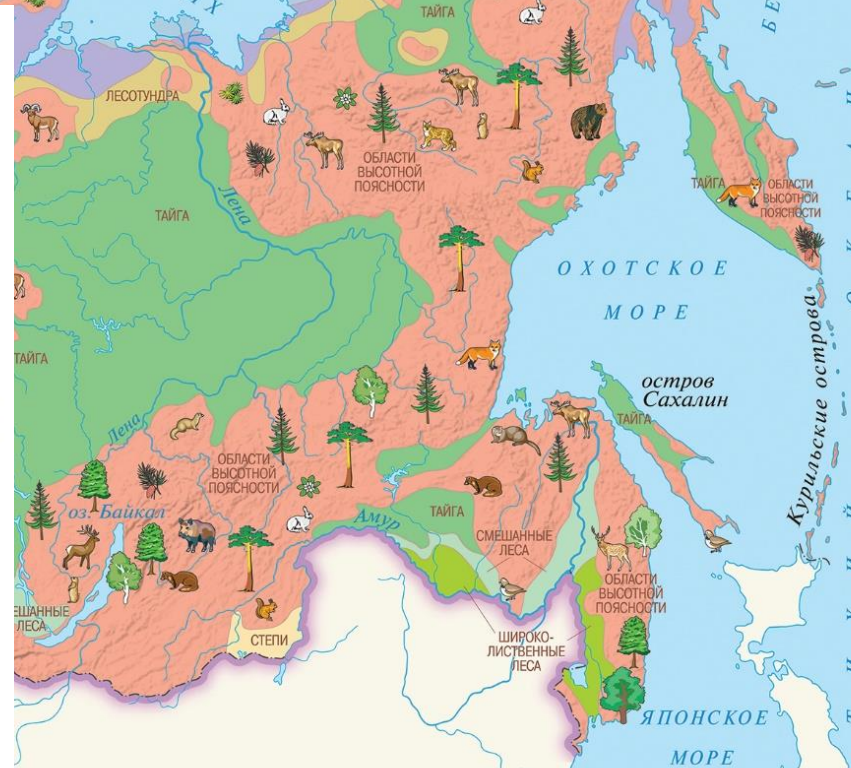 ТАЙГА
ЛЕСОТУНДРА
ОБЛАСТИ
ВЫСОТНОЙ
ПОЯСНОСТИ
ТАЙГА
Лена
ТАЙГА
ОБЛАСТИ
ВЫСОТНОЙ
ПОЯСНОСТИ
ОХОТСКОЕ
МОРЕ
ТАЙГА
остров
Сахалин
ТАЙГА
Курильские острова
Лена
ОБЛАСТИ
ВЫСОТНОЙ
ПОЯСНОСТИ
оз. Байкал
Амур
ТАЙГА
СМЕШАННЫЕ
ЛЕСА
ОБЛАСТИ
ВЫСОТНОЙ
ПОЯСНОСТИ
ЕШАННЫЕ
ЛЕСА
СТЕПИ
ШИРОКО-
ЛИСТВЕННЫЕ
ЛЕСА
ЯПОНСКОЕ
МОРЕ